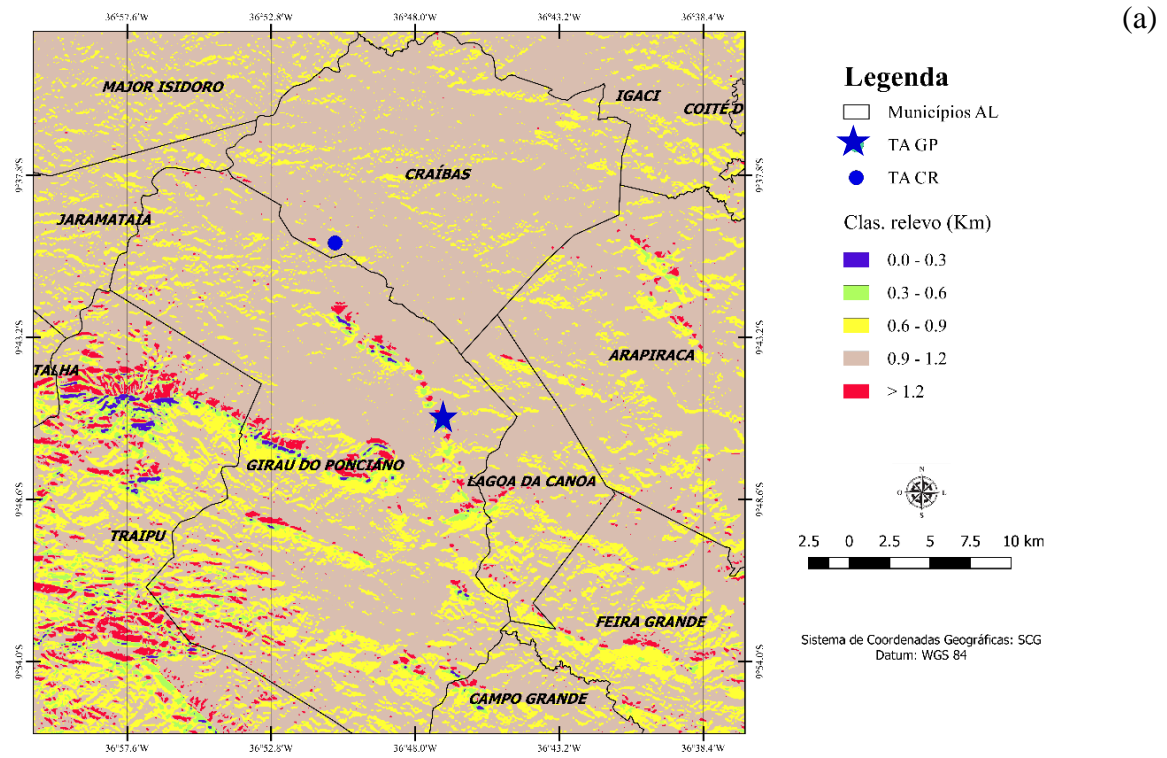 (a)
36°57.6'W 36°52.8'W 36°48.0'W 36°43.2'W 36°38.4'W
MAJOR ISIDORO
IGACI
COITÉ D
9°37.8'S 9°37.8'S
CRAÍBAS
JARAMATAIA
9°43.2'S 9°43.2'S
ARAPIRACA
TALHA
GIRAU DO PONCIANO
LAGOA DA CANOA
9°48.6'S 9°48.6'S
TRAIPU
FEIRA GRANDE
9°54.0'S 9°54.0'S
CAMPO GRANDE
36°57.6'W 36°52.8'W 36°48.0'W 36°43.2'W 36°38.4'W
Legenda
Municípios AL
TA GP
TA CR
Clas. relevo (Km)
0.0 - 0.3
0.3 - 0.6
0.6 - 0.9
0.9 - 1.2
> 1.2
N
O L
S
2.5 0 2.5 5 7.5 10 km
Sistema de Coordenadas Geográficas: SCG
Datum: WGS 84